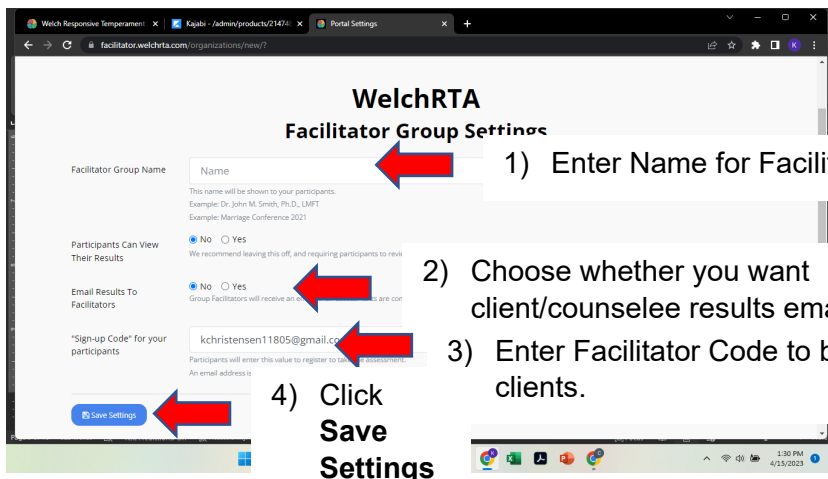 Welch Responsive Temperament
Kajabi - /admin/products/21474
Portal Settings
facilitator.welchrta.com/organizations/new/?
K
WelchRTA
Facilitator Group Settings
Facilitator Group Name
Name
1) Enter Name for Facili
This name will be shown to your participants.
Example: Dr. John M. Smith, Ph.D., LMFT
Example: Marriage Conference 2021
Participants Can View
Their Results
No Yes
We recommend leaving this off, and requiring participants to revi
2) Choose whether you want
client/counselee results ema
Email Results To
Facilitators
No Yes
Group Facilitators will receive an
"Sign-up Code" for your
participants
kchristensen11805@gmail.co
3) Enter Facilitator Code to b
clients.
Participants will enter this value to register to take
assessment.
An email address is
4) Click
Save
Settings
Save Settings
1:30 PM
4/15/2023